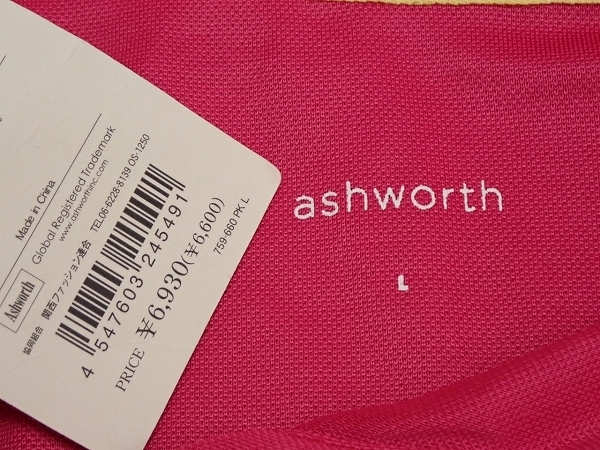 Made in China
Global Registered Trademark
www.ashworthinc.com
Ashworth
協同組合 関西ファッション連合 TEL06-6228-8139 OS-1250
4 547603 245491
PRICE ¥6,930(¥6,600)
759-660 PK L
ashworth
L